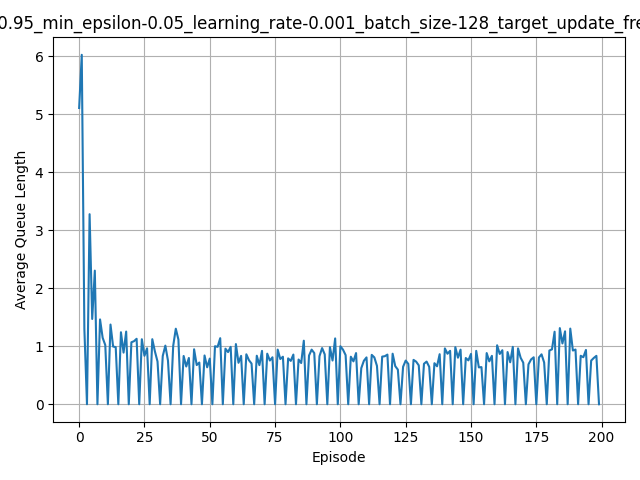 0.95_min_epsilon-0.05_learning_rate-0.001_batch_size-128_target_update_fre
6
5
4
3
2
1
0
Average Queue Length
0 25 50 75 100 125 150 175 200
Episode